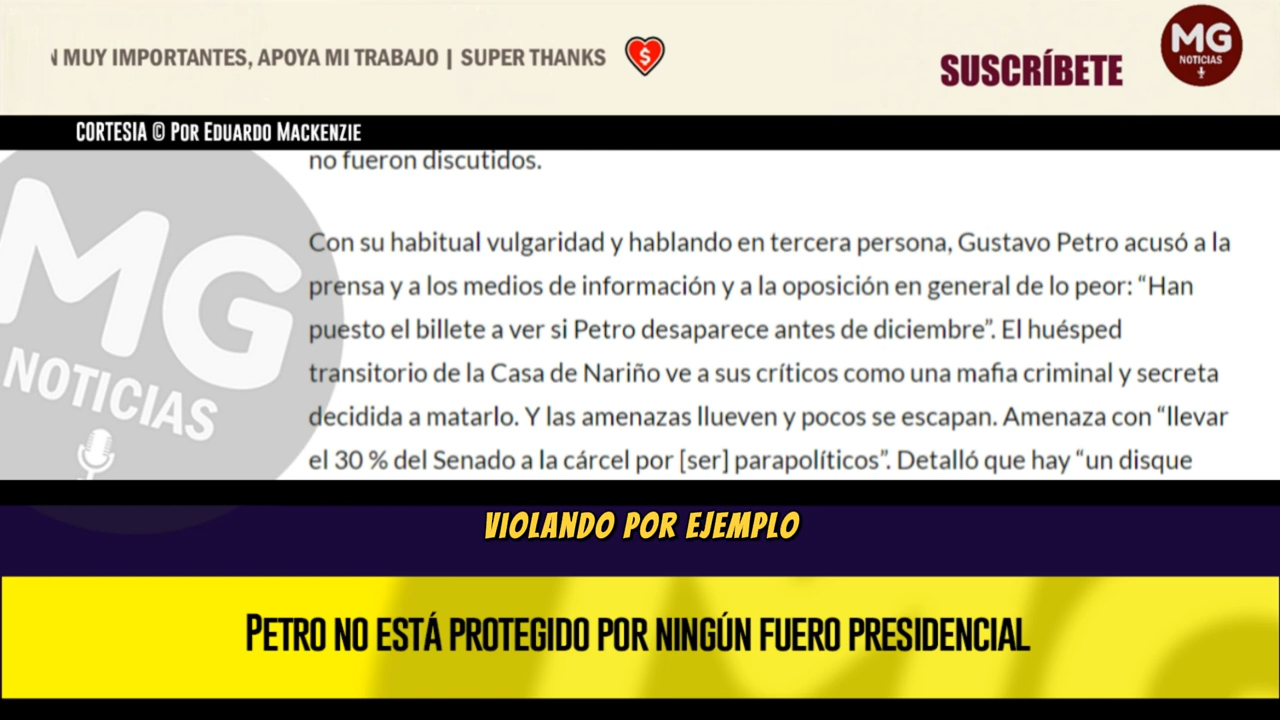 MUY IMPORTANTES, APOYA MI TRABAJO | SUPER THANKS
$
SUSCRÍBETE
MG
NOTICIAS
CORTESIA © POR EDUARDO MACKENZIE
no fueron discutidos.
Con su habitual vulgaridad y hablando en tercera persona, Gustavo Petro acusó a la
prensa y a los medios de información y a la oposición en general de lo peor: “Han
puesto el billete a ver si Petro desaparece antes de diciembre”. El huésped
transitorio de la Casa de Nariño ve a sus críticos como una mafia criminal y secreta
decidida a matarlo. Y las amenazas llueven y pocos se escapan. Amenaza con “llevar
el 30 % del Senado a la cárcel por [ser] parapolíticos”. Detalló que hay “un disque
MG
NOTICIAS
VIOLANDO POR EJEMPLO
PETRO NO ESTÁ PROTEGIDO POR NINGÚN FUERO PRESIDENCIAL